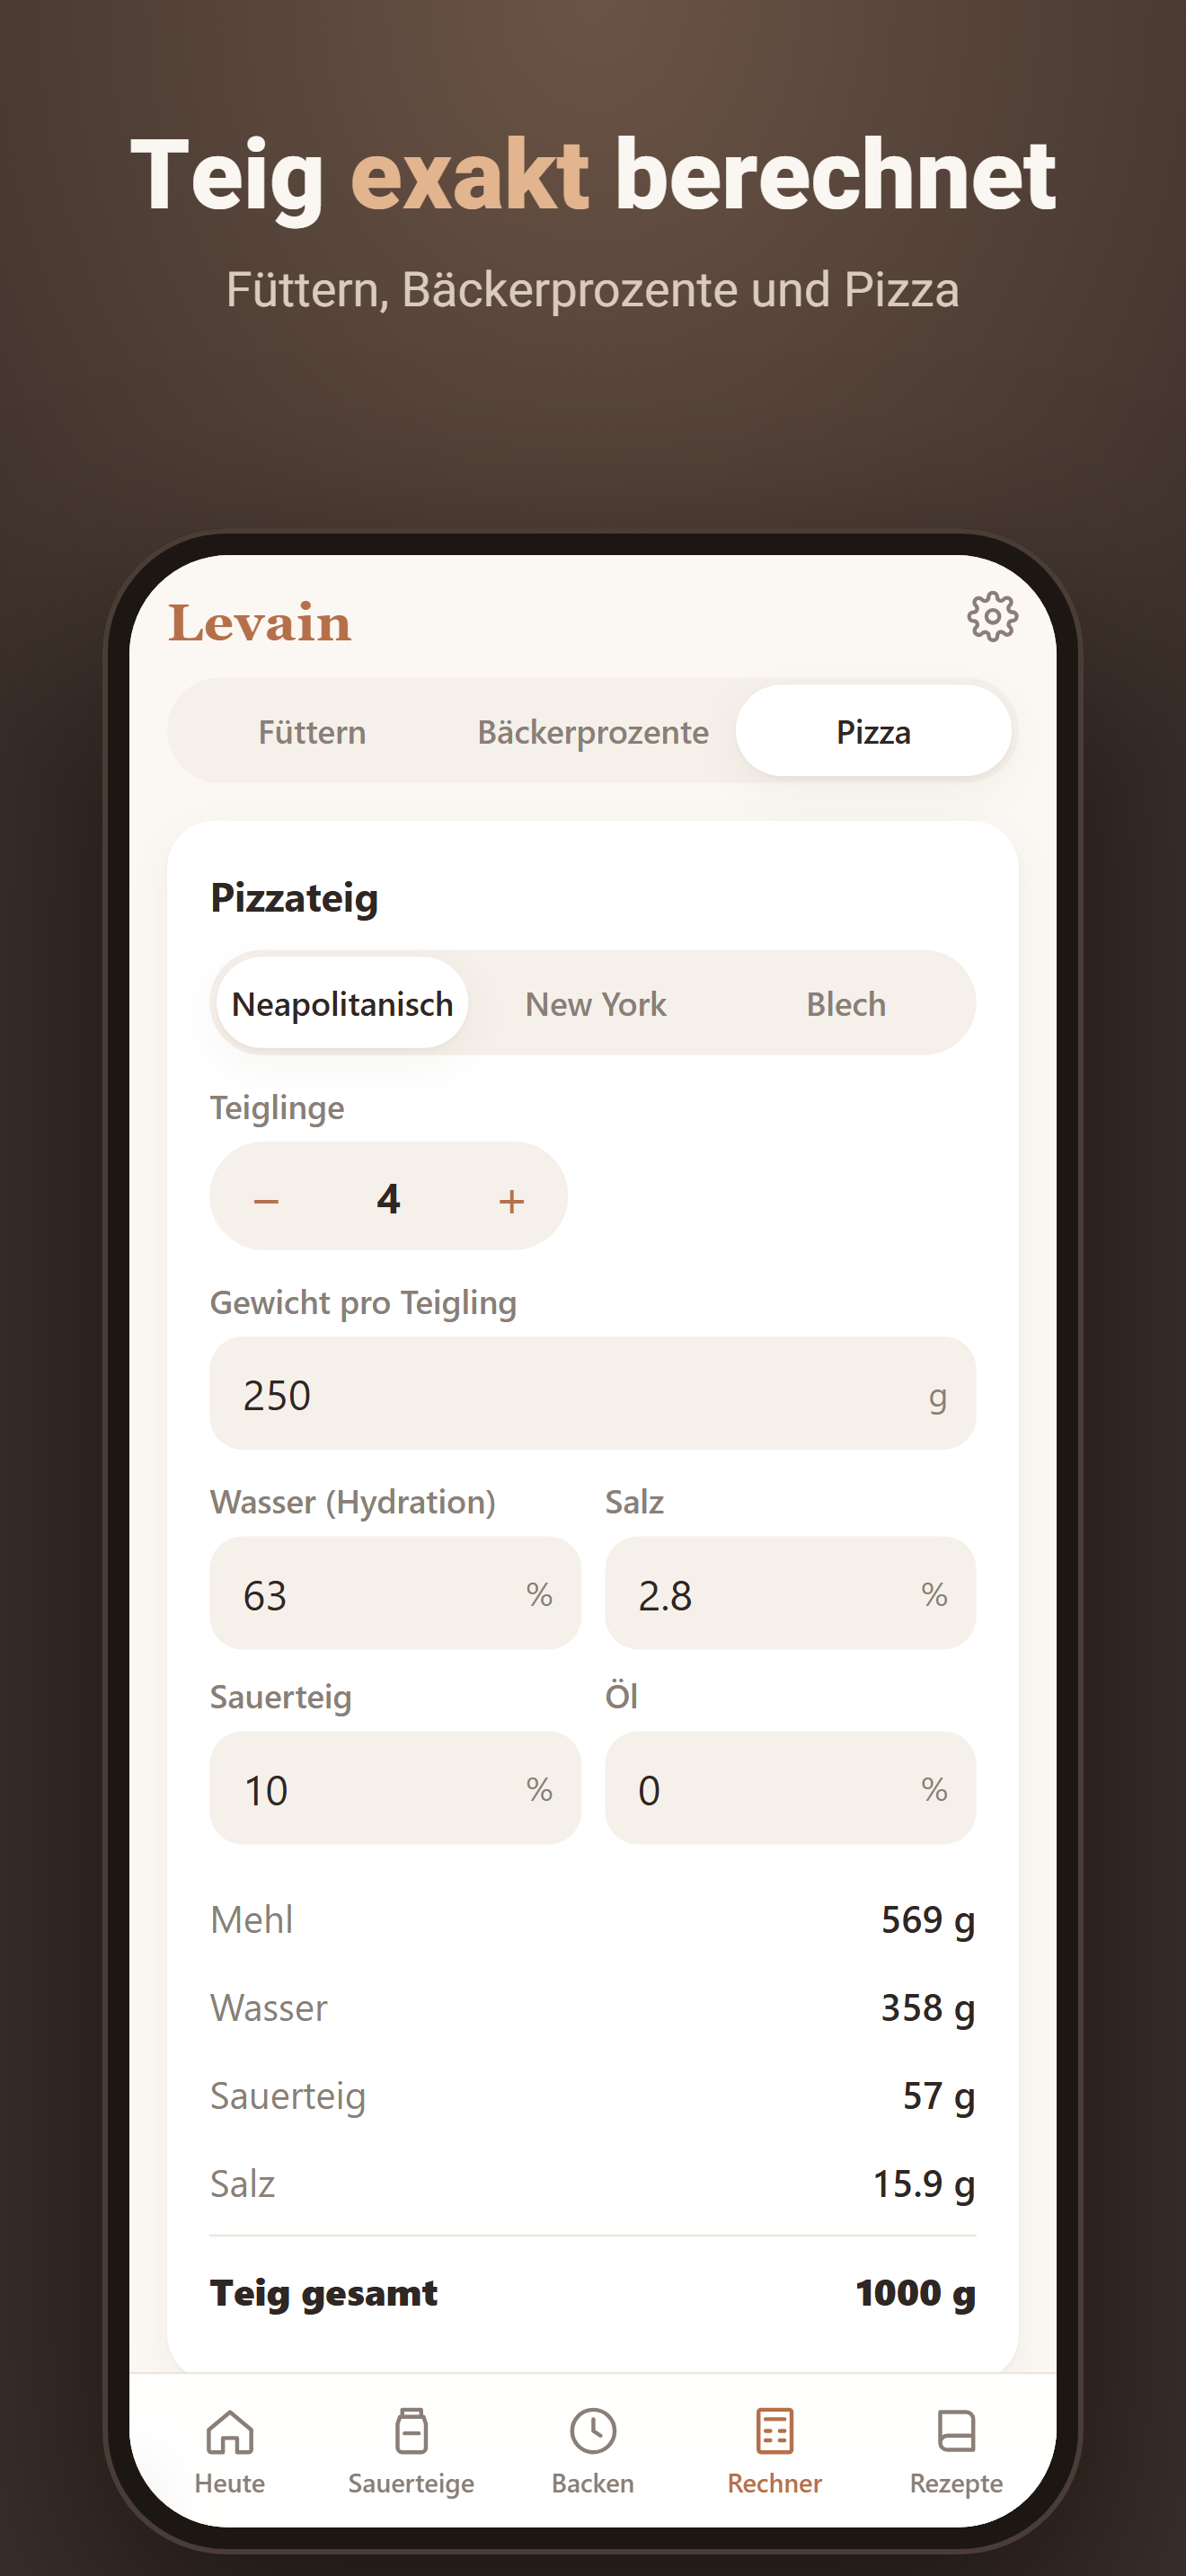 Teig exakt berechnet
Füttern, Bäckerprozente und Pizza
Levain
Füttern Bäckerprozente Pizza
Pizzateig
Neapolitanisch New York Blech
Teiglinge
− 4 +
Gewicht pro Teigling
250 g
Wasser (Hydration) Salz
63 % 2.8 %
Sauerteig Öl
10 % 0 %
Mehl 569 g
Wasser 358 g
Sauerteig 57 g
Salz 15.9 g
Teig gesamt 1000 g
Heute Sauerteige Backen Rechner Rezepte